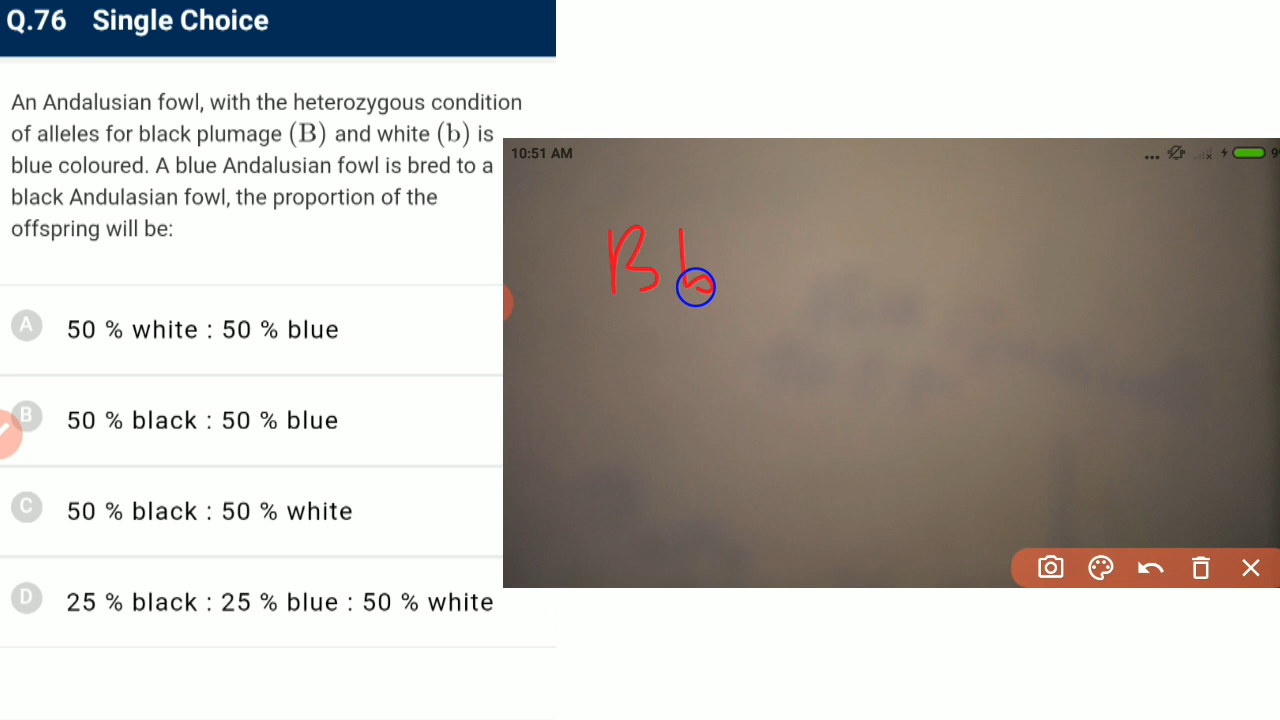 Q.76 Single Choice
An Andalusian fowl, with the heterozygous condition
of alleles for black plumage (B) and white (b) is
blue coloured. A blue Andalusian fowl is bred to a
black Andulasian fowl, the proportion of the
offspring will be:
A 50 % white : 50 % blue
B 50 % black : 50 % blue
C 50 % black : 50 % white
D 25 % black : 25 % blue : 50 % white
10:51 AM
9
B b